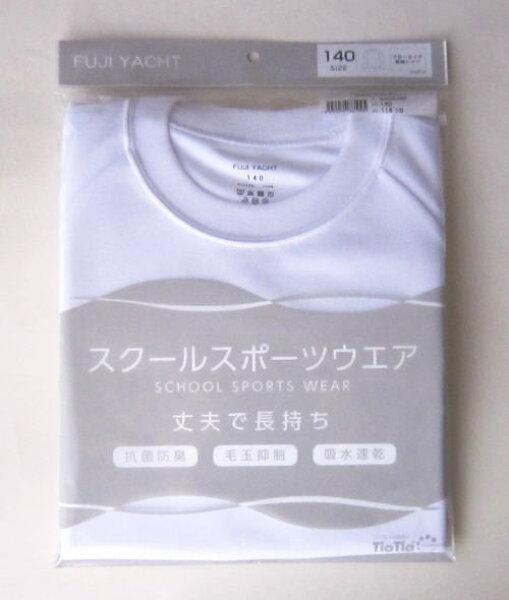 FUJI YACHT
140
SIZE
FUJI YACHT
140
スクールスポーツウエア
SCHOOL SPORTS WEAR
丈夫で長持ち
抗菌防臭
毛玉抑制
吸水速乾
TioTio